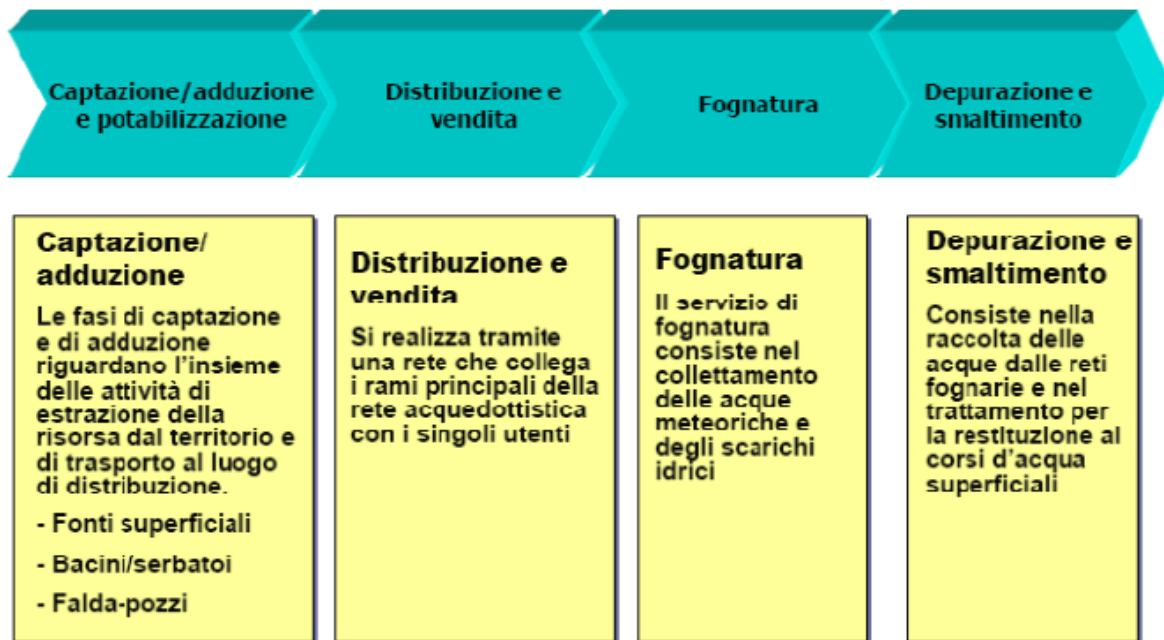 Captazione/adduzione
e potabilizzazione
Distribuzione e
vendita
Fognatura
Depurazione e
smaltimento
Captazione/
adduzione
Le fasi di captazione
e di adduzione
riguardano l'insieme
delle attività di
estrazione della
risorsa dal territorio e
di trasporto al luogo
di distribuzione.
- Fonti superficiali
- Bacini/serbatoi
- Falda-pozzi
Distribuzione e
vendita
Si realizza tramite
una rete che collega
i rami principali della
rete acquedottistica
con i singoli utenti
Fognatura
Il servizio di
fognatura
consiste nel
collettamento
delle acque
meteoriche e
degli scarichi
idrici
Depurazione e
smaltimento
Consiste nella
raccolta delle
acque dalle reti
fognarie e nel
trattamento per
la restituzione ai
corsi d'acqua
superficiali